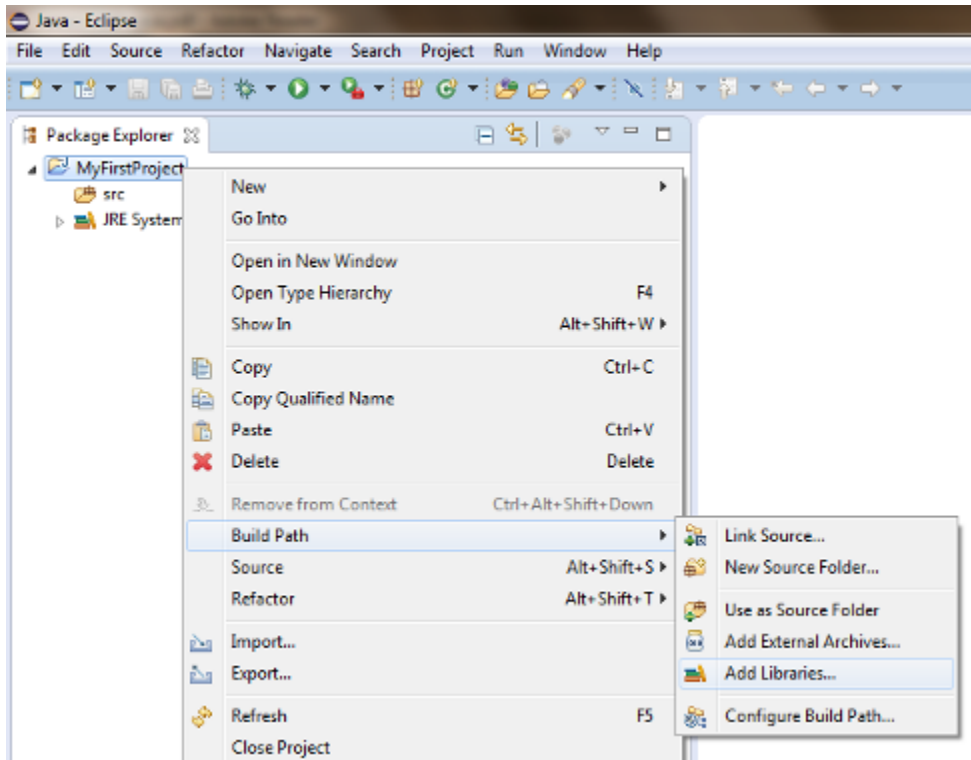 Java - Eclipse
File Edit Source Refactor Navigate Search Project Run Window Help
Package Explorer
MyFirstProject
src
JRE System
New
Go Into
Open in New Window
Open Type Hierarchy F4
Show In Alt+Shift+W
Copy Ctrl+C
Copy Qualified Name
Paste Ctrl+V
Delete Delete
Remove from Context Ctrl+Alt+Shift+Down
Build Path
Source Alt+Shift+S
Refactor Alt+Shift+T
Import...
Export...
Refresh F5
Close Project
Link Source...
New Source Folder...
Use as Source Folder
Add External Archives...
Add Libraries...
Configure Build Path...